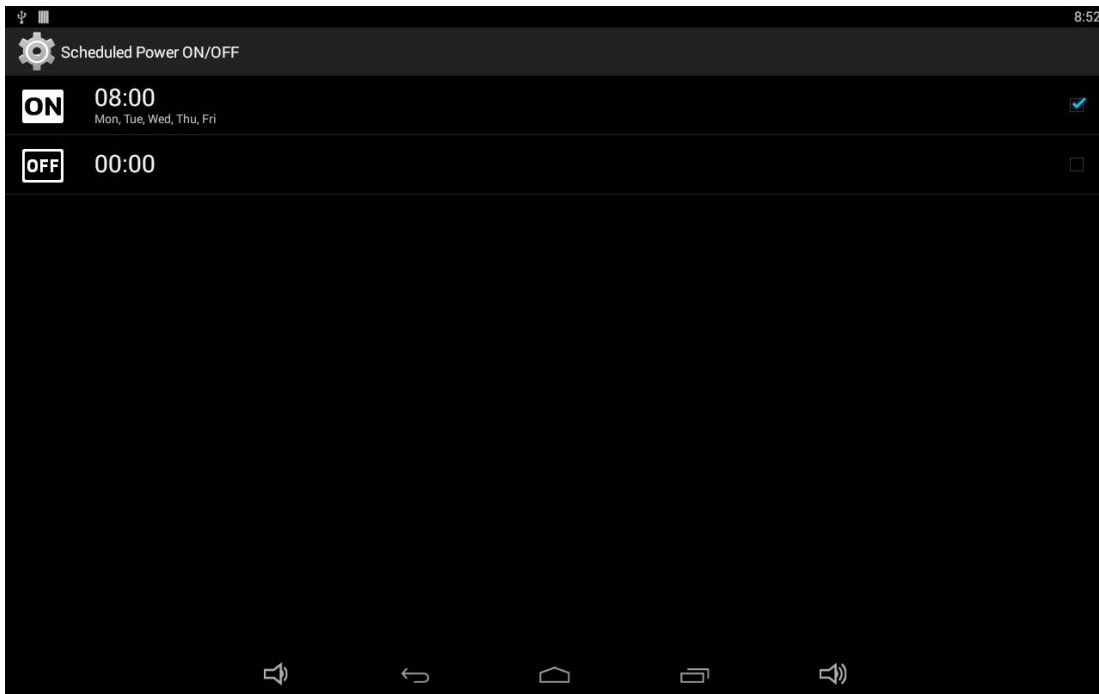 8:52
Scheduled Power ON/OFF
ON
08:00
Mon, Tue, Wed, Thu, Fri
OFF
00:00